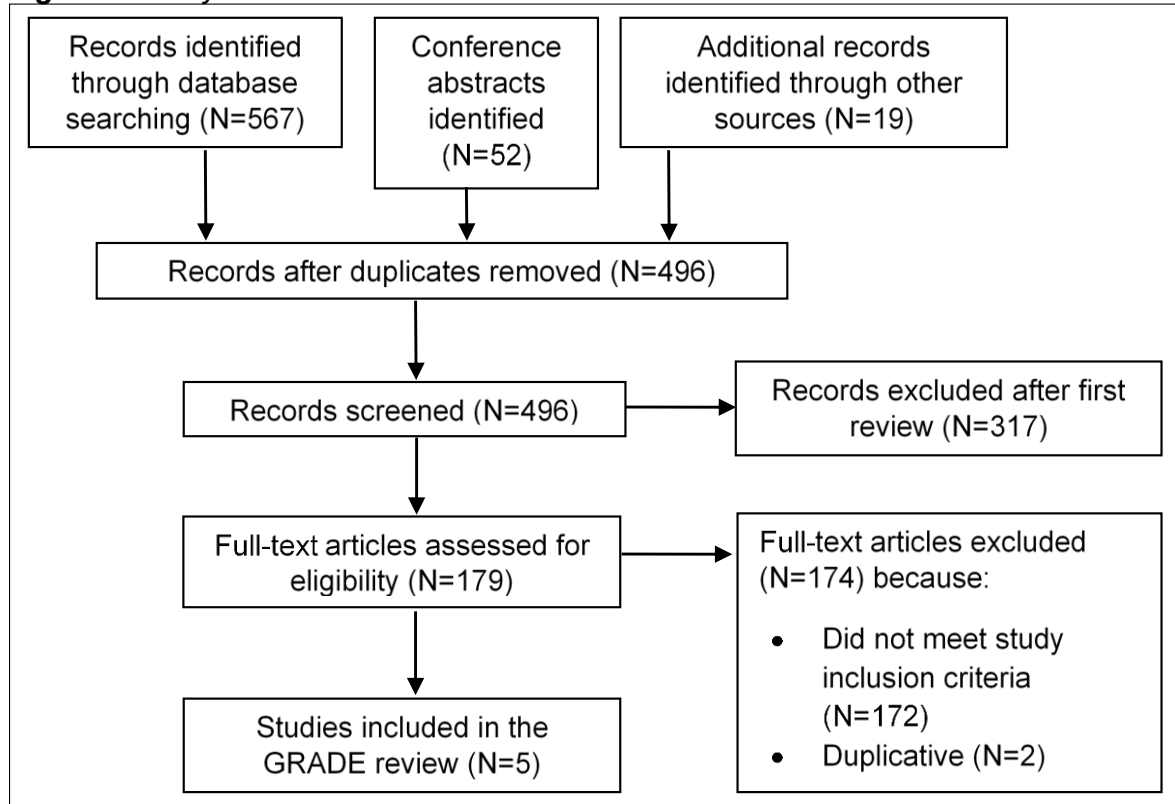 Records identified
through database
searching (N=567)
Conference
abstracts
identified
(N=52)
Additional records
identified through other
sources (N=19)
Records after duplicates removed (N=496)
Records screened (N=496)
Records excluded after first
review (N=317)
Full-text articles assessed for
eligibility (N=179)
Full-text articles excluded
(N=174) because:
• Did not meet study
inclusion criteria
(N=172)
• Duplicative (N=2)
Studies included in the
GRADE review (N=5)